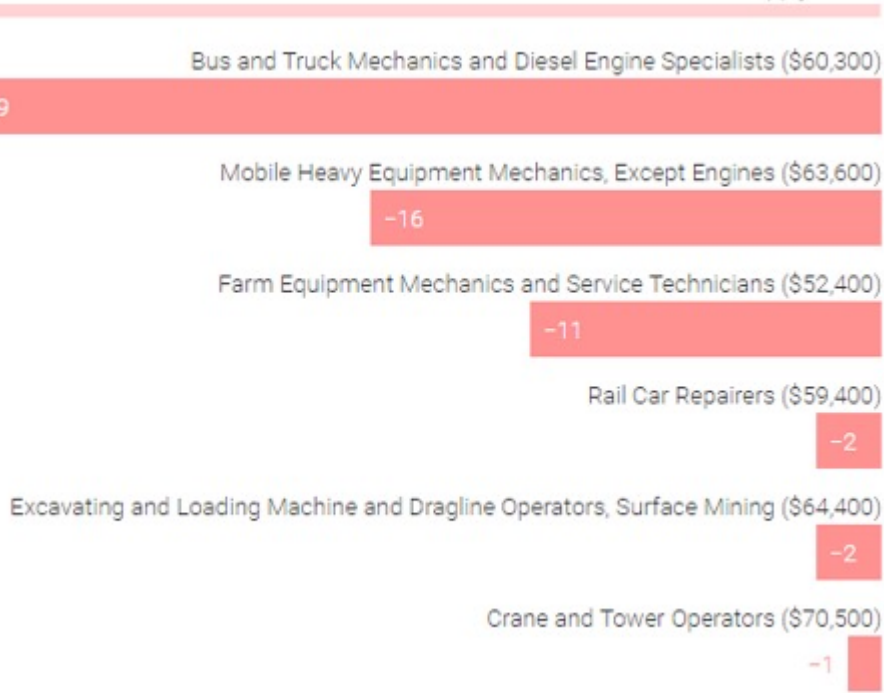 Bus and Truck Mechanics and Diesel Engine Specialists ($60,300)
9
Mobile Heavy Equipment Mechanics, Except Engines ($63,600)
−16
Farm Equipment Mechanics and Service Technicians ($52,400)
−11
Rail Car Repairers ($59,400)
−2
Excavating and Loading Machine and Dragline Operators, Surface Mining ($64,400)
−2
Crane and Tower Operators ($70,500)
−1